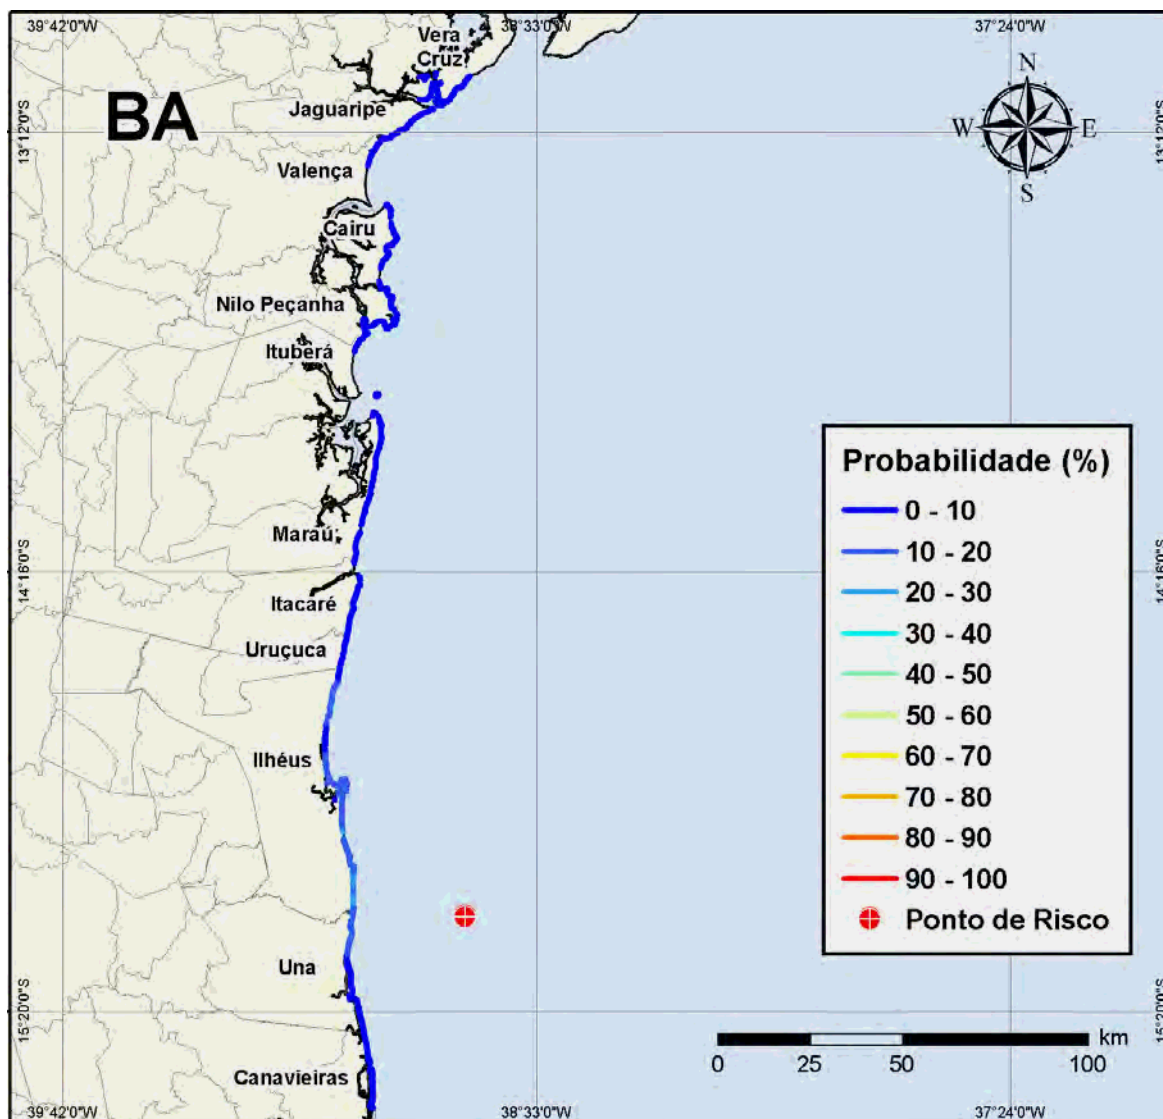 39°42'0"W
38°33'0"W
37°24'0"W
Vera
Cruz
BA
Jaguaripe
N
W
E
S
13°12'0"S
13°12'0"S
Valença
Cairu
Nilo Peçanha
Ituberá
Maraú
14°16'0"S
14°16'0"S
Itacaré
Uruçuca
Ilhéus
Una
15°20'0"S
15°20'0"S
Canavieiras
Probabilidade (%)
0 - 10
10 - 20
20 - 30
30 - 40
40 - 50
50 - 60
60 - 70
70 - 80
80 - 90
90 - 100
Ponto de Risco
km
0 25 50 100
39°42'0"W
38°33'0"W
37°24'0"W